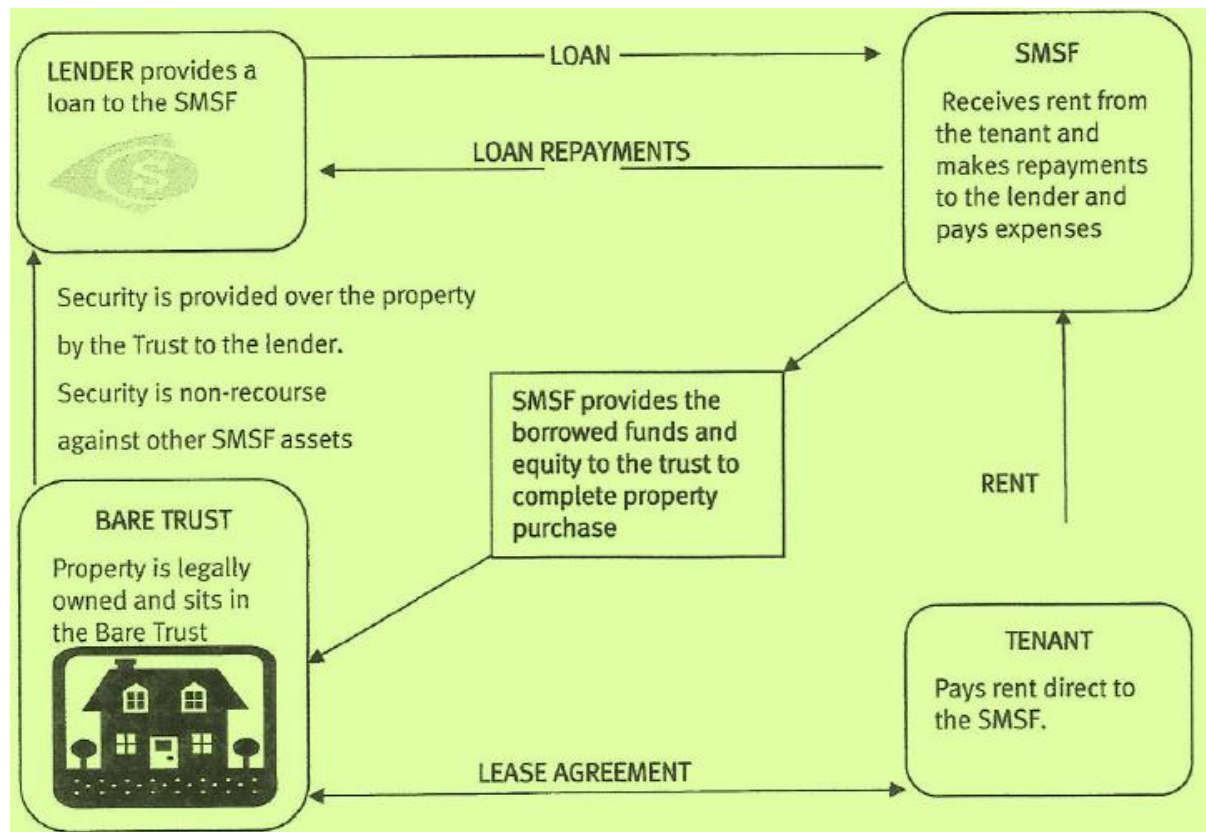 LENDER provides a
loan to the SMSF
$
LOAN
LOAN REPAYMENTS
SMSF
Receives rent from
the tenant and
makes repayments
to the lender and
pays expenses
Security is provided over the property
by the Trust to the lender.
Security is non-recourse
against other SMSF assets
SMSF provides the
borrowed funds and
equity to the trust to
complete property
purchase
RENT
BARE TRUST
Property is legally
owned and sits in
the Bare Trust
TENANT
Pays rent direct to
the SMSF.
LEASE AGREEMENT